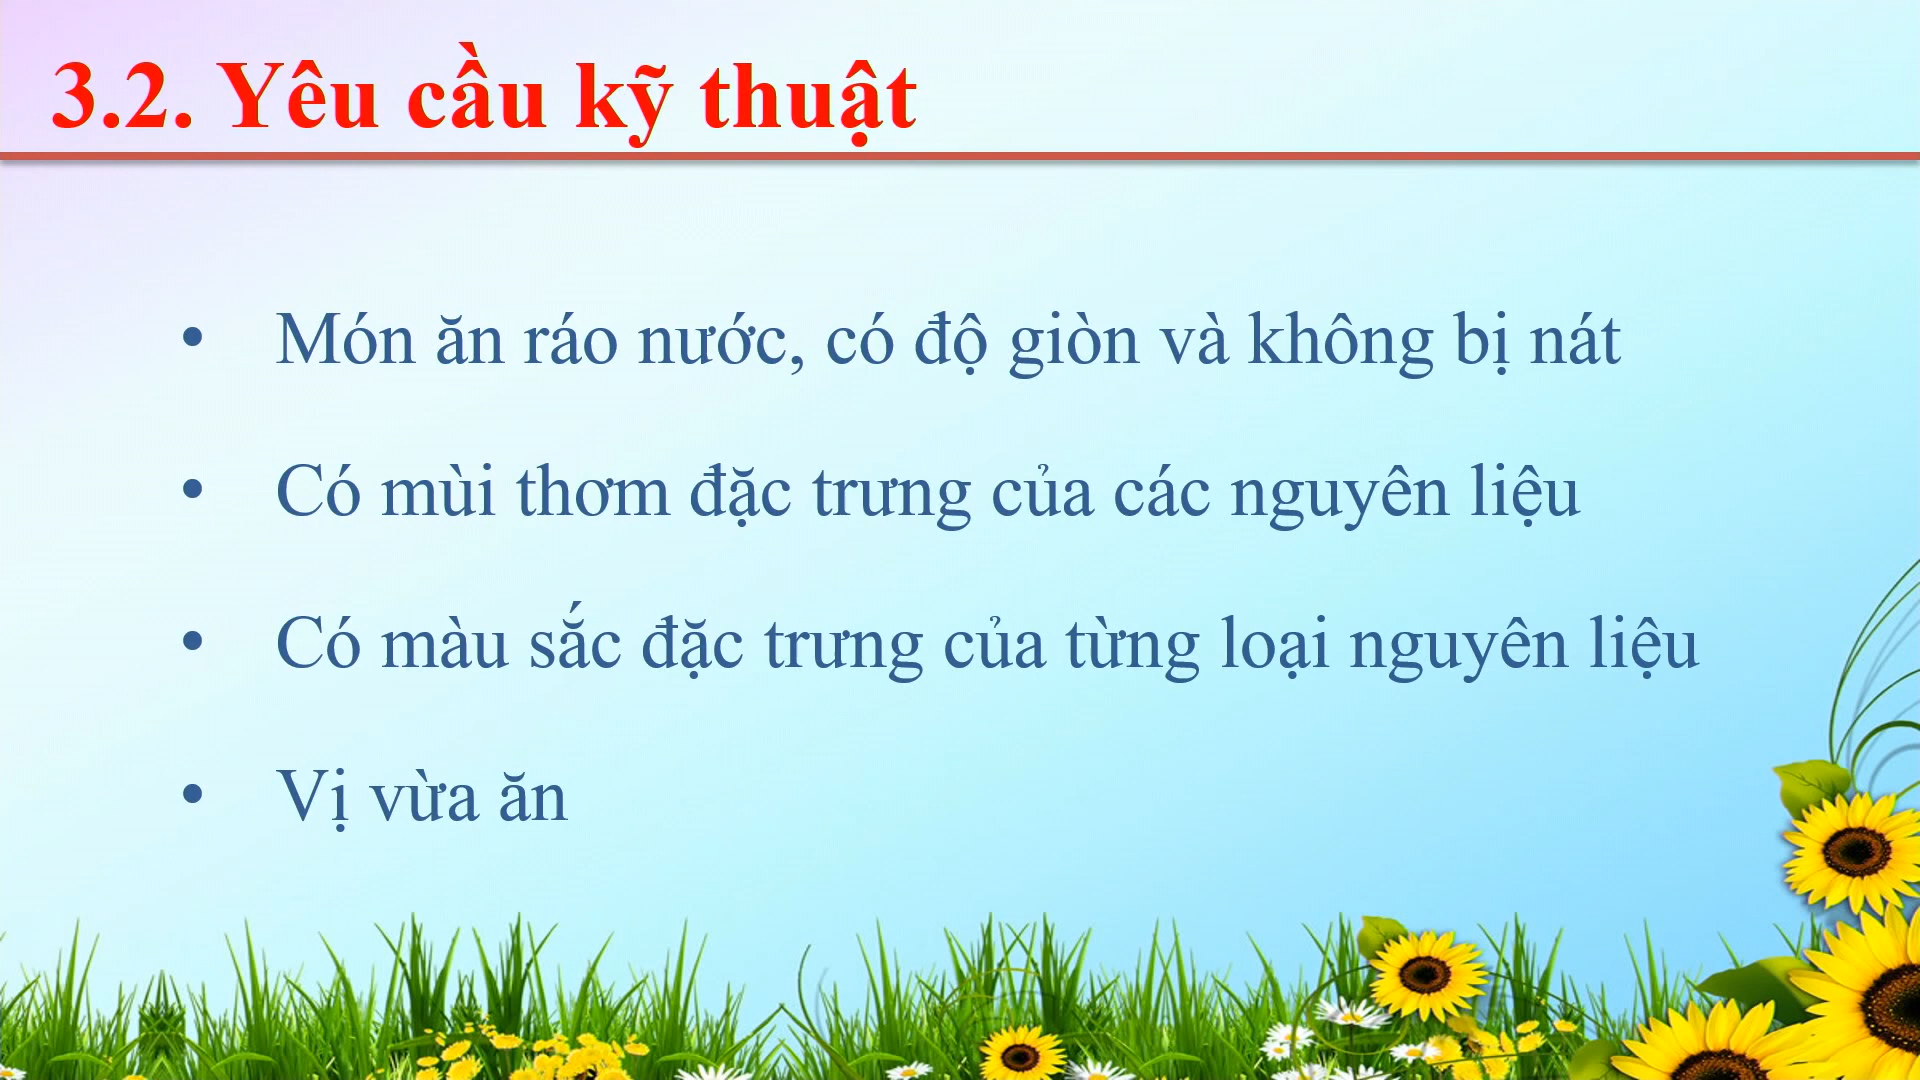 3.2. Yêu cầu kỹ thuật
• Món ăn ráo nước, có độ giòn và không bị nát
• Có mùi thơm đặc trưng của các nguyên liệu
• Có màu sắc đặc trưng của từng loại nguyên liệu
• Vị vừa ăn